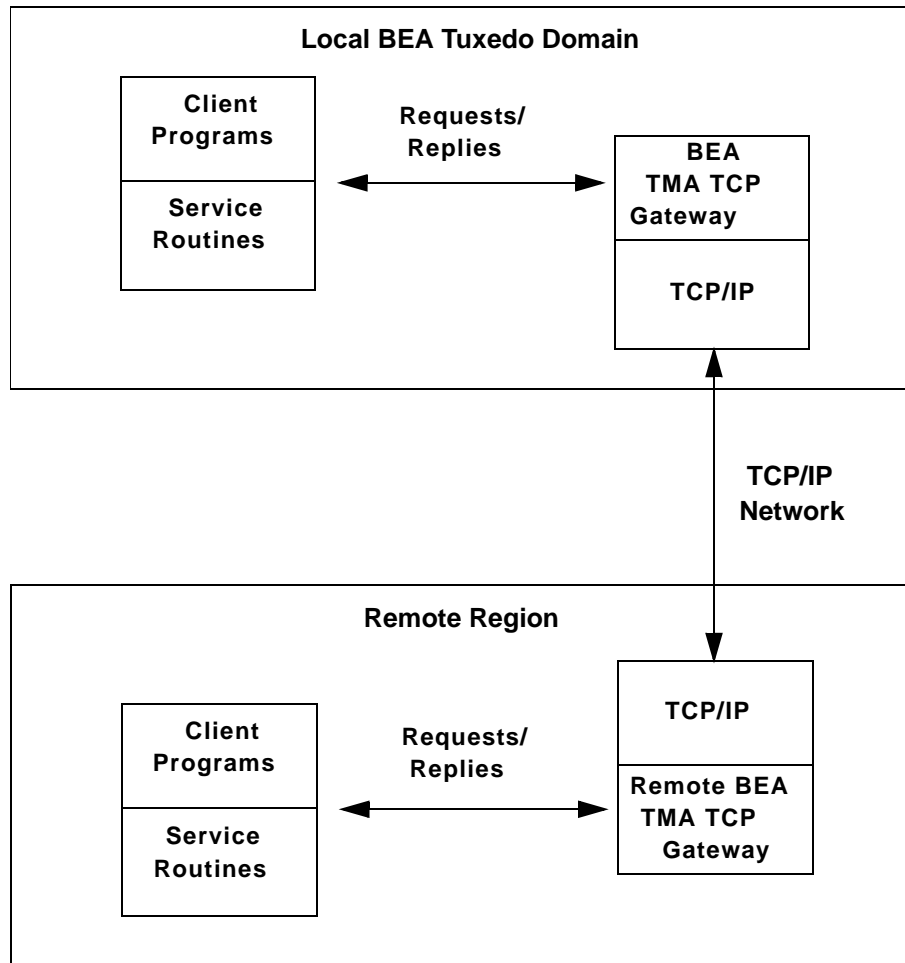 Local BEA Tuxedo Domain
Client
Programs
Service
Routines
Requests/
Replies
BEA
TMA TCP
Gateway
TCP/IP
TCP/IP
Network
Remote Region
Client
Programs
Service
Routines
Requests/
Replies
TCP/IP
Remote BEA
TMA TCP
Gateway